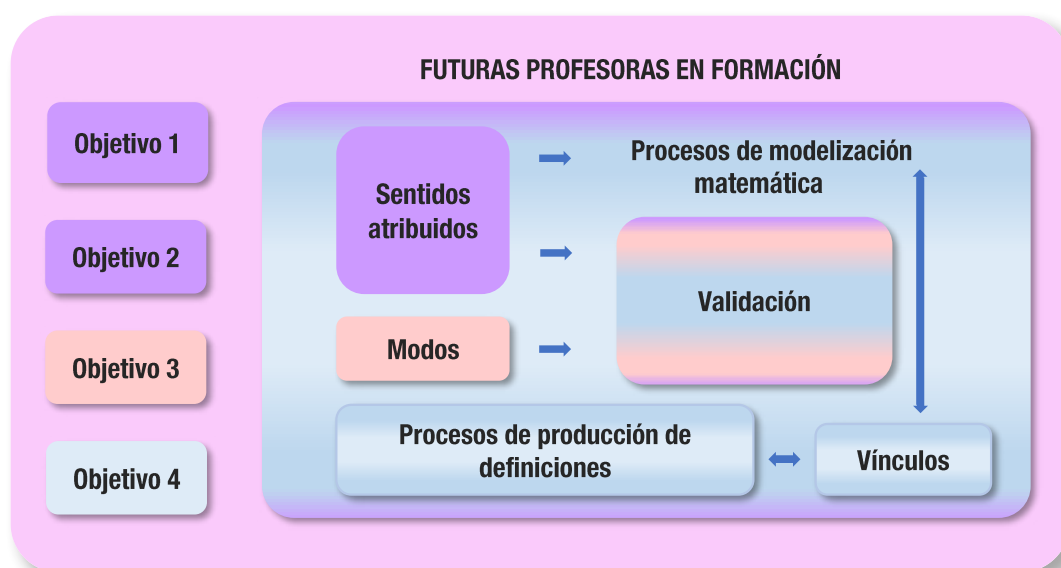 FUTURAS PROFESORAS EN FORMACIÓN
Objetivo 1
Objetivo 2
Objetivo 3
Objetivo 4
Sentidos
atribuidos
Procesos de modelización
matemática
Validación
Modos
Procesos de producción de
definiciones
Vínculos